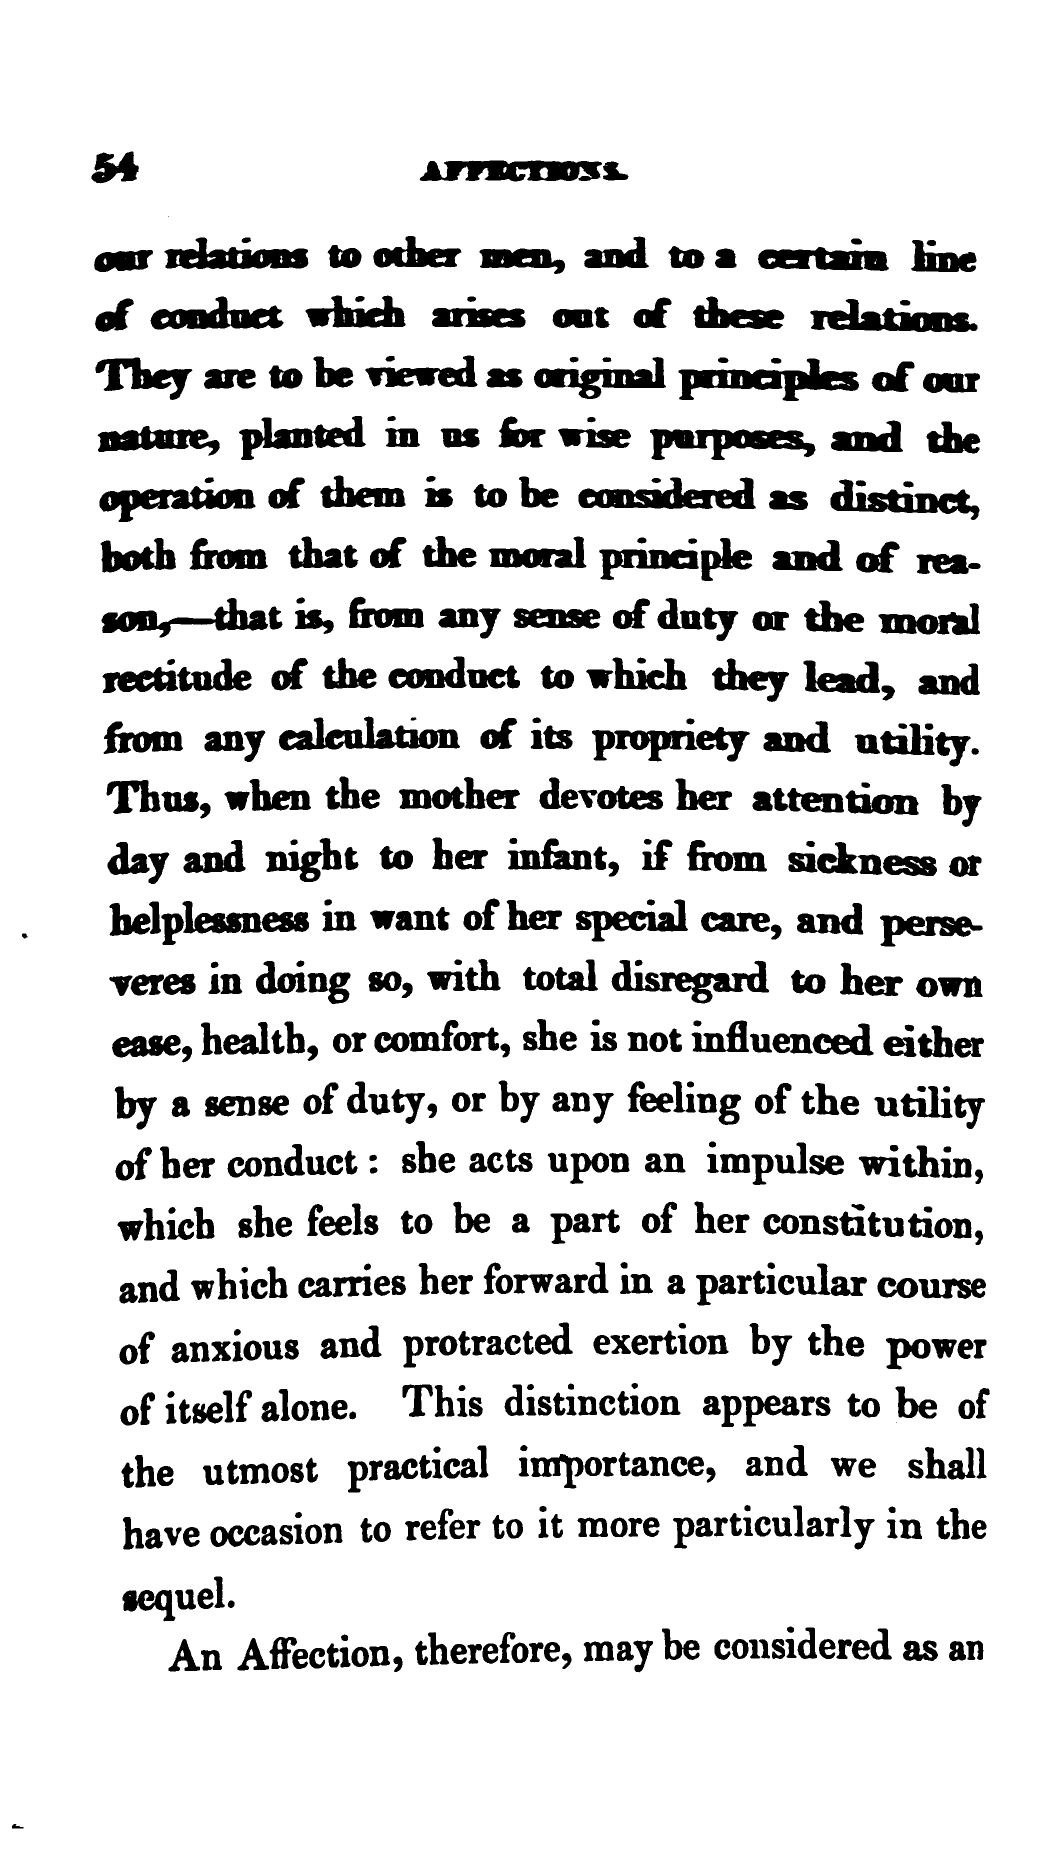 54 AFFECTIONS.
our relations to other men, and to a certain line
of conduct which arises out of these relations.
They are to be viewed as original principles of our
nature, planted in us for wise purposes, and the
operation of them is to be considered as distinct,
both from that of the moral principle and of rea-
son,—that is, from any sense of duty or the moral
rectitude of the conduct to which they lead, and
from any calculation of its propriety and utility.
Thus, when the mother devotes her attention by
day and night to her infant, if from sickness or
helplessness in want of her special care, and perse-
veres in doing so, with total disregard to her own
ease, health, or comfort, she is not influenced either
by a sense of duty, or by any feeling of the utility
of her conduct : she acts upon an impulse within,
which she feels to be a part of her constitution,
and which carries her forward in a particular course
of anxious and protracted exertion by the power
of itself alone. This distinction appears to be of
the utmost practical importance, and we shall
have occasion to refer to it more particularly in the
sequel.
An Affection, therefore, may be considered as an